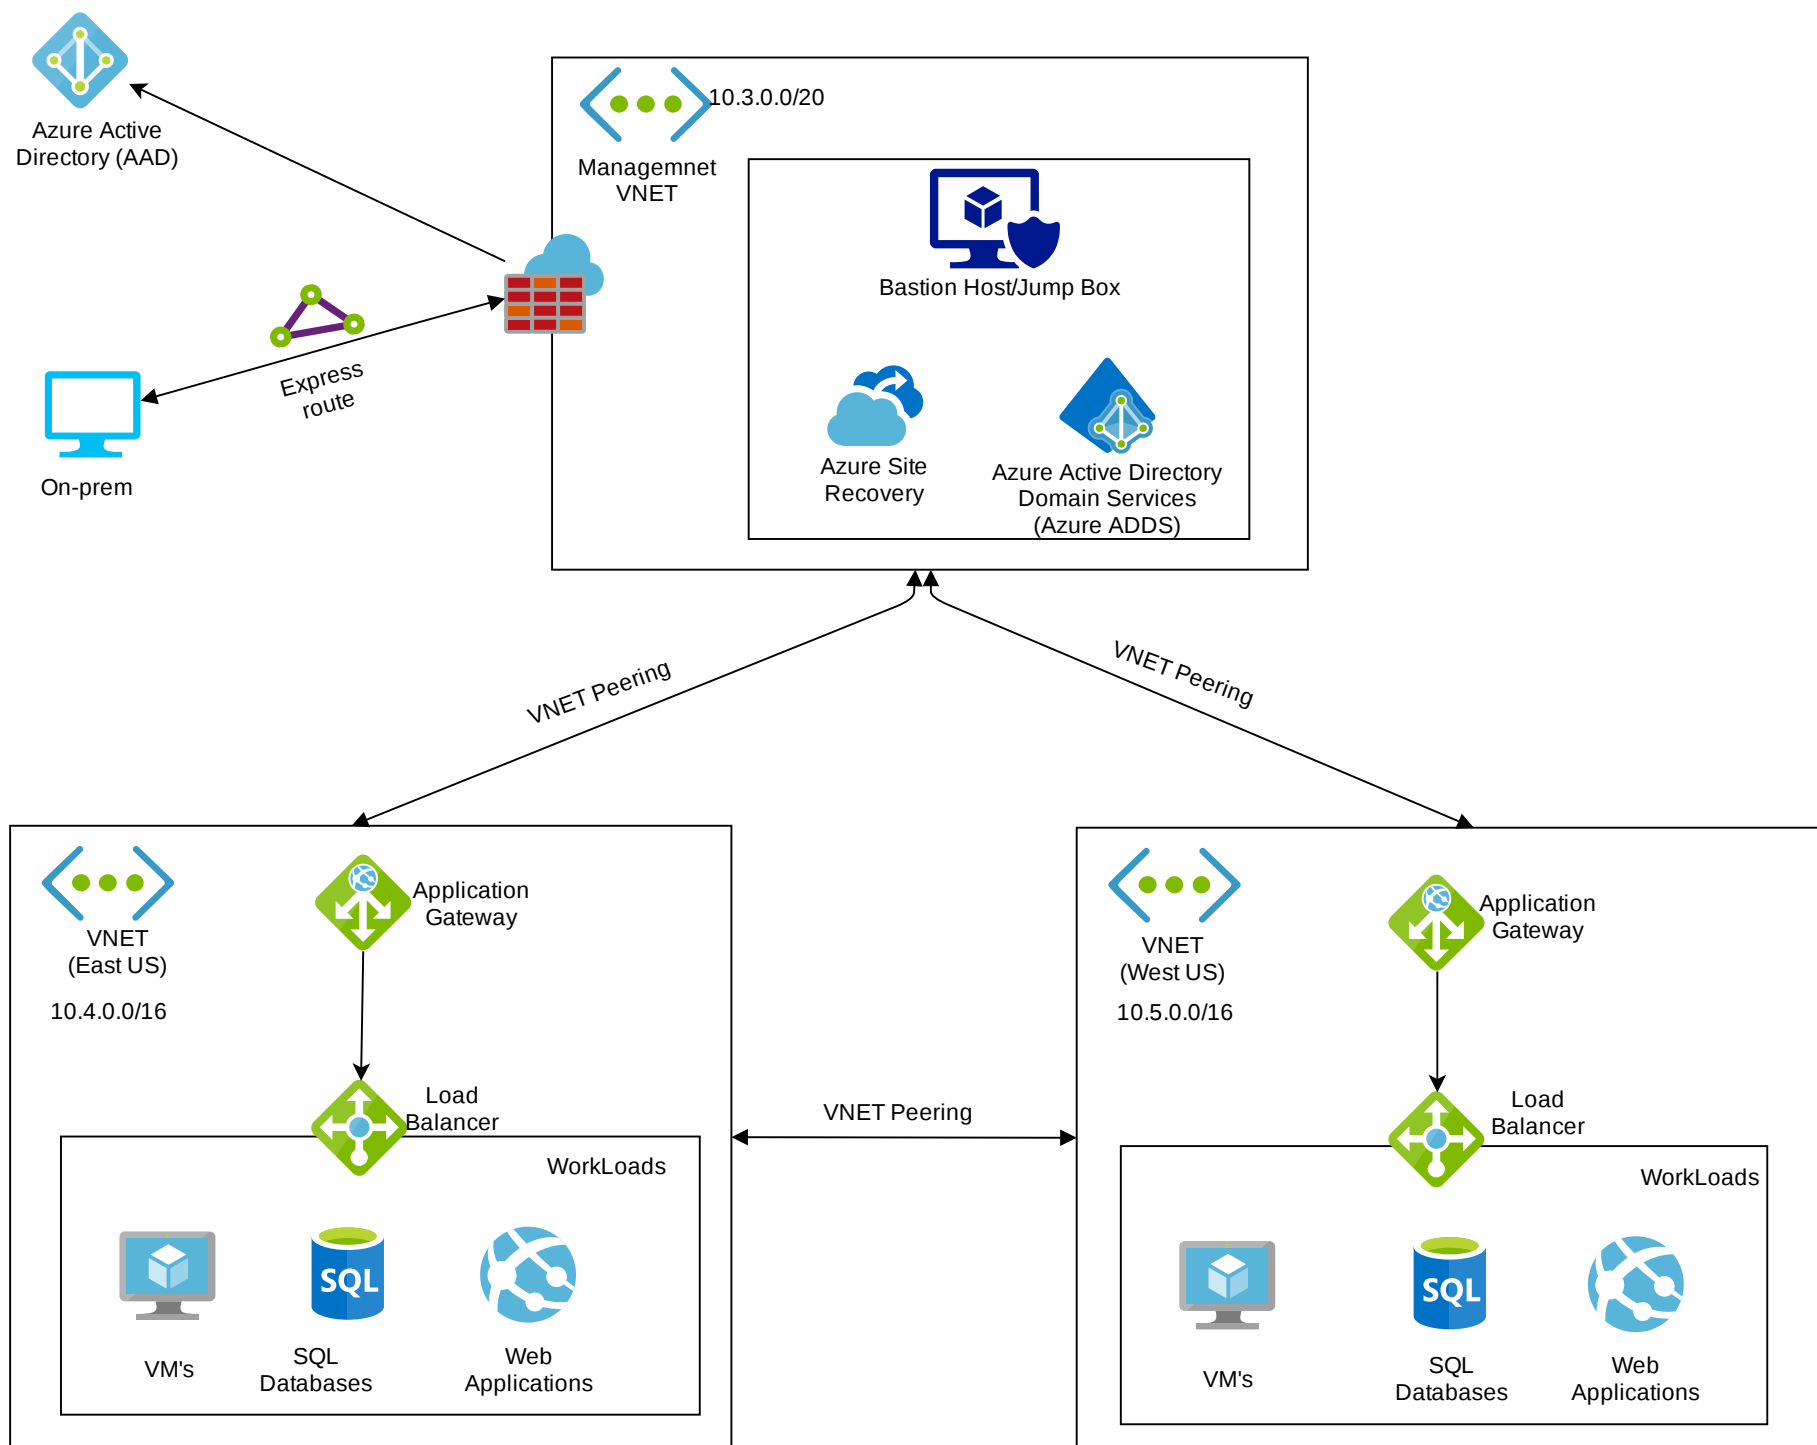 Azure Active
Directory (AAD)
10.3.0.0/20
Managemnet
VNET
Bastion Host/Jump Box
Express
route
On-prem
Azure Site
Recovery
Azure Active Directory
Domain Services
(Azure ADDS)
VNET Peering
VNET Peering
VNET
(East US)
10.4.0.0/16
Application
Gateway
Load
Balancer
WorkLoads
SQL
VM's
SQL
Databases
Web
Applications
VNET Peering
VNET
(West US)
10.5.0.0/16
Application
Gateway
Load
Balancer
WorkLoads
SQL
VM's
SQL
Databases
Web
Applications